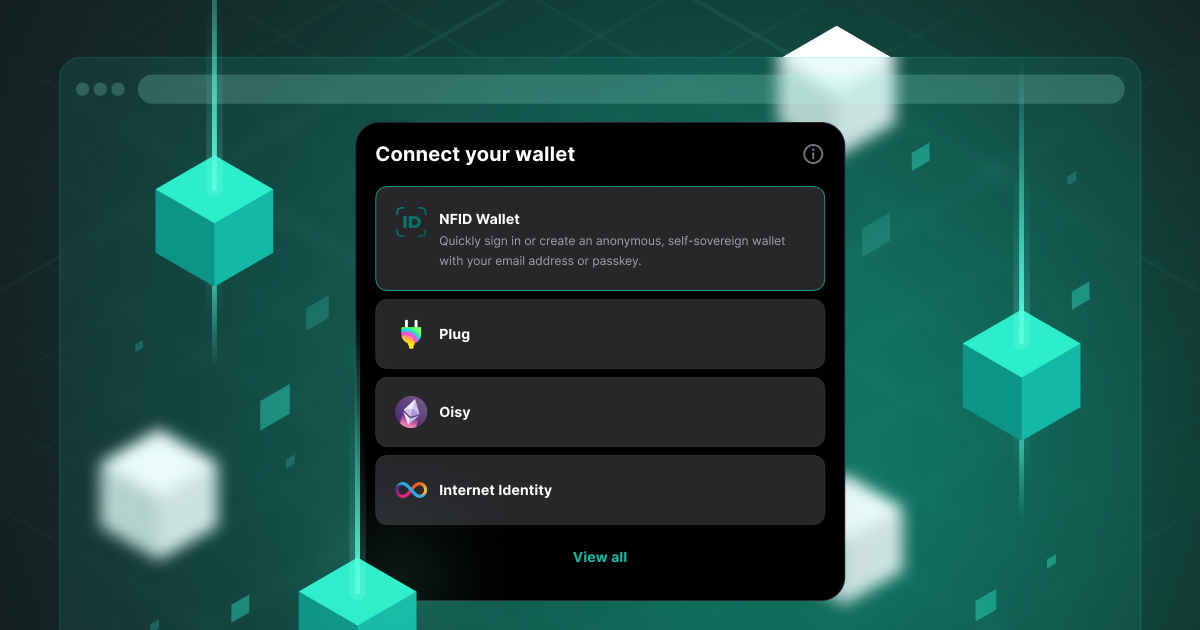 Connect your wallet
ID
NFID Wallet
Quickly sign in or create an anonymous, self-sovereign wallet
with your email address or passkey.
Plug
Oisy
Internet Identity
View all